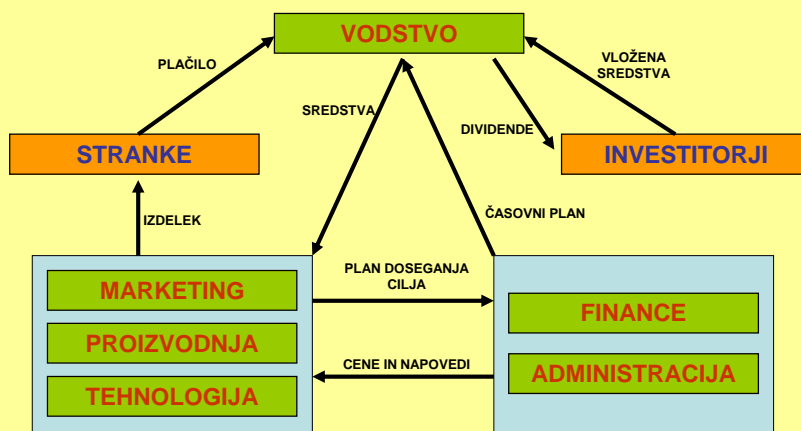 VODSTVO
PLAČILO
VLOŽENA
SREDSTVA
SREDSTVA
DIVIDENDE
STRANKE
INVESTITORJI
IZDELEK
ČASOVNI PLAN
MARKETING
PROIZVODNJA
TEHNOLOGIJA
PLAN DOSEGANJA
CILJA
CENE IN NAPOVEDI
FINANCE
ADMINISTRACIJA